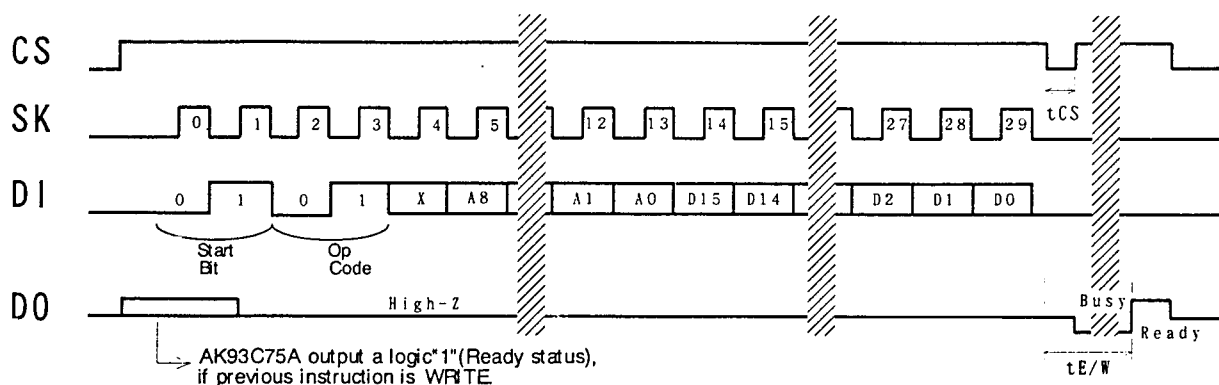 CS
tCS
SK
0 1 2 3 4 5 12 13 14 15 27 28 29
DI
0 1 0 1 X A8 A1 A0 D15 D14 D2 D1 D0
Start
Bit
Op
Code
DO
High-Z
Busy
Ready
tE/W
AK93C75A output a logic"1"(Ready status),
if previous instruction is WRITE.